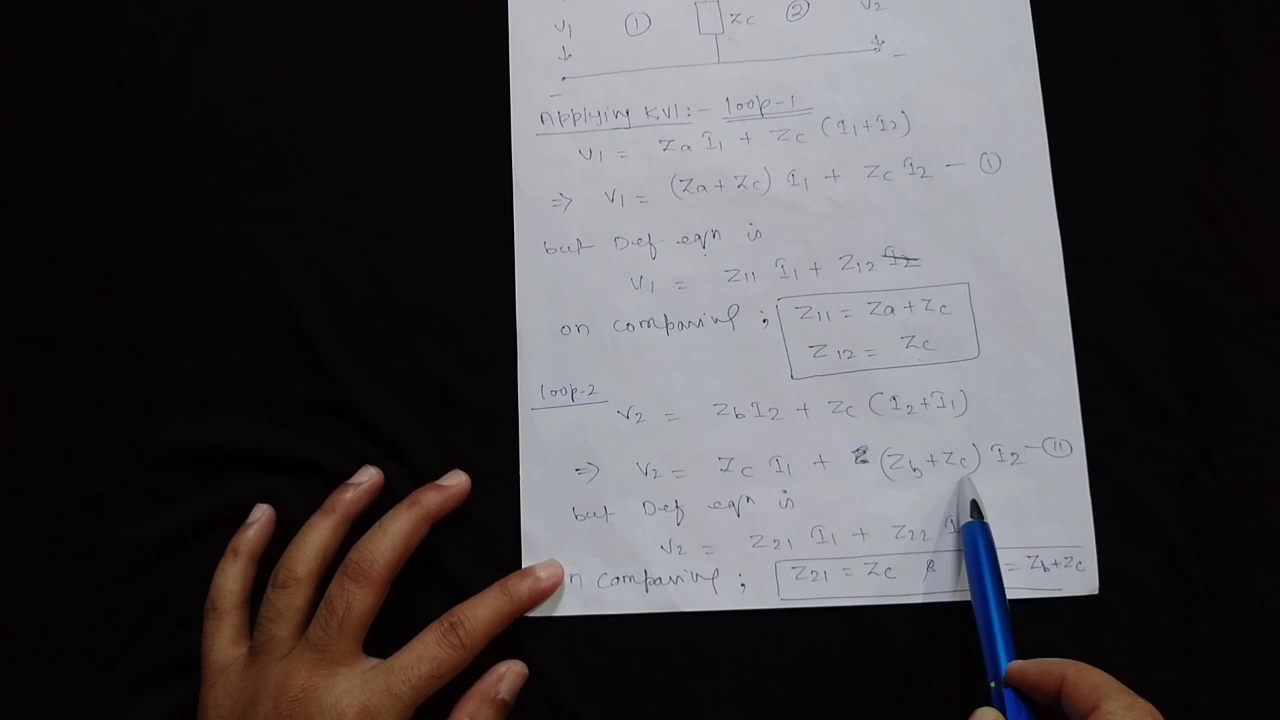 V1 ① Zc ② V2
Applying KVL:- loop-1
V1 = Za I1 + Zc (I1+I2)
⇒ V1 = (Za+Zc) I1 + Zc I2 — ①
but Def eqn is
V1 = Z11 I1 + Z12 I2
on comparing ; Z11 = Za+Zc
Z12 = Zc
loop-2
V2 = Zb I2 + Zc (I2+I1)
⇒ V2 = Zc I1 + (Zb+Zc) I2 — ⑪
but Def eqn is
V2 = Z21 I1 + Z22 I
n comparing ; Z21 = Zc & = Zb+Zc